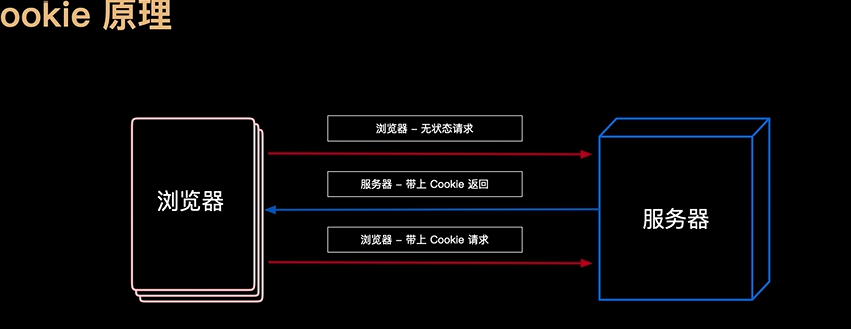 ookie 原理
浏览器 – 无状态请求
服务器 – 带上 Cookie 返回
浏览器
服务器
浏览器 – 带上 Cookie 请求